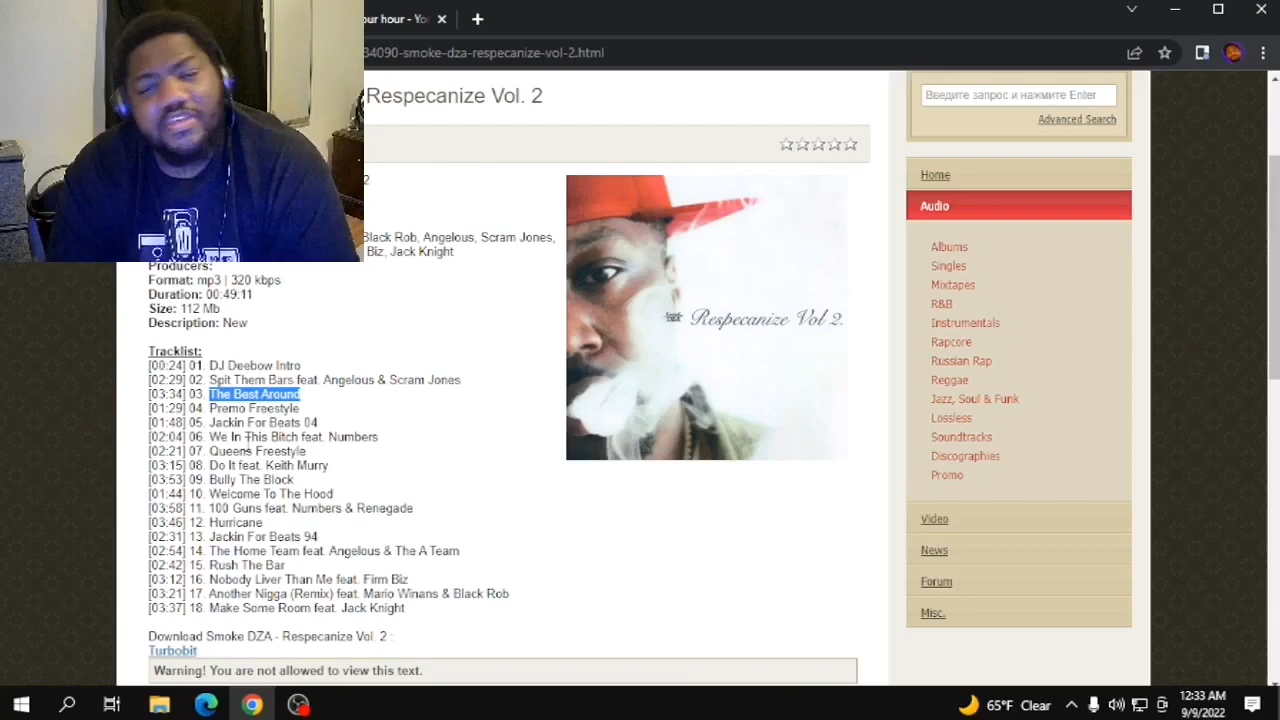 our hour - Yo
34090-smoke-dza-respecanize-vol-2.html
Respecanize Vol. 2
Введите запрос и нажмите Enter
Advanced Search
2
Black Rob, Angelous, Scram Jones,
Biz, Jack Knight
Producers:
Format: mp3 | 320 kbps
Duration: 00:49:11
Size: 112 Mb
Description: New
Tracklist:
[00:24] 01. DJ Deebow Intro
[02:29] 02. Spit Them Bars feat. Angelous & Scram Jones
[03:34] 03. The Best Around
[01:29] 04. Premo Freestyle
[01:48] 05. Jackin For Beats 04
[02:04] 06. We In This Bitch feat. Numbers
[02:21] 07. Queens Freestyle
[03:15] 08. Do It feat. Keith Murry
[03:53] 09. Bully The Block
[01:44] 10. Welcome To The Hood
[03:58] 11. 100 Guns feat. Numbers & Renegade
[03:46] 12. Hurricane
[02:31] 13. Jackin For Beats 94
[02:54] 14. The Home Team feat. Angelous & The A Team
[02:42] 15. Rush The Bar
[03:12] 16. Nobody Liver Than Me feat. Firm Biz
[03:21] 17. Another Nigga (Remix) feat. Mario Winans & Black Rob
[03:37] 18. Make Some Room feat. Jack Knight
Download Smoke DZA - Respecanize Vol. 2 :
Turbobit
Warning! You are not allowed to view this text.
Respecanize Vol 2.
Home
Audio
Albums
Singles
Mixtapes
R&B
Instrumentals
Rapcore
Russian Rap
Reggae
Jazz, Soul & Funk
Lossless
Soundtracks
Discographies
Promo
Video
News
Forum
Misc.
65°F Clear
12:33 AM
9/9/2022